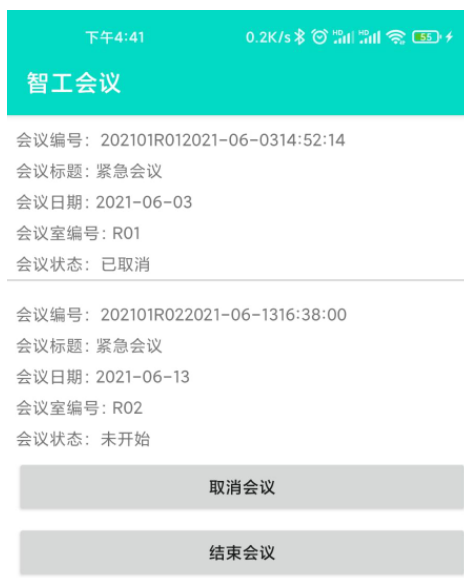 下午4:41 0.2K/s HD HD 55
智工会议
会议编号：202101R012021-06-0314:52:14
会议标题：紧急会议
会议日期：2021-06-03
会议室编号：R01
会议状态：已取消
会议编号：202101R022021-06-1316:38:00
会议标题：紧急会议
会议日期：2021-06-13
会议室编号：R02
会议状态：未开始
取消会议
结束会议